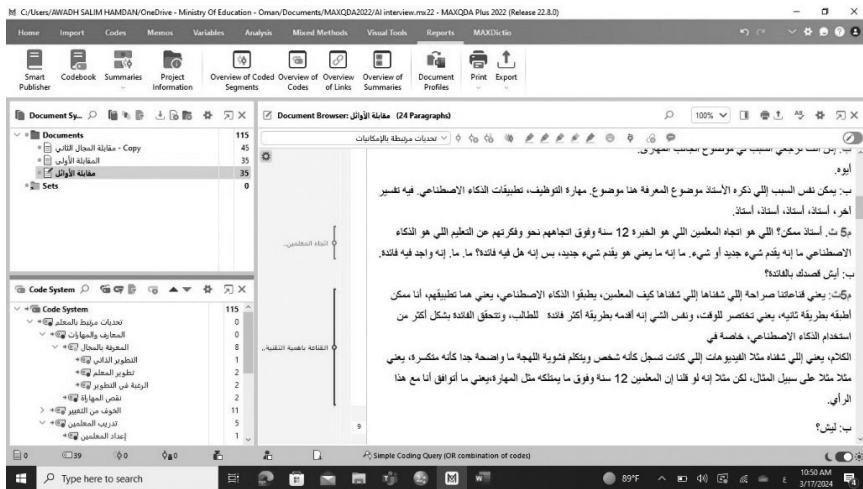 C:/Users/AWADH SALIM HAMDAN/OneDrive - Ministry Of Education - Oman/Documents/MAXQDA2022/AI interview.mx22 - MAXQDA Plus 2022 (Release 22.8.0)
Home Import Codes Memos Variables Analysis Mixed Methods Visual Tools Reports MAXDictio
Smart Publisher
Codebook
Summaries
Project Information
Overview of Coded Segments
Overview of Codes
Overview of Links
Overview of Summaries
Document Profiles
Print
Export
Document Sy...
Documents 115
مقابلة المجال الثاني - Copy 45
المقابلة الأولى 35
مقابلة الأوائل 35
Sets 0
Code System
Code System 115
تحديات مرتبط بالمعلم 0
المعارف والمهارات 0
المعرفة بالمجال 8
التطوير الذاتي 1
تطوير المعلم 2
الرغبة في التطوير 2
نقص المهارة 2
الخوف من التغيير 11
تدريب المعلمين 5
إعداد المعلمين 1
Document Browser: مقابلة الأوائل (24 Paragraphs)
100%
تحديات مرتبطة بالإمكانيات
أيوه.
ب: يمكن نفس السبب إللي ذكره الأستاذ موضوع المعرفة هنا موضوع. مهارة التوظيف، تطبيقات الذكاء الاصطناعي. فيه تفسير
اخر، أستاذ، أستاذ، أستاذ، أستاذ.
م5 ث. أستاذ ممكن؟ اللي هو اتجاه المعلمين اللي هو الخبرة 12 سنة وفوق اتجاههم نحو وفكرتهم عن التعليم اللي هو الذكاء
الاصطناعي ما إنه يقدم شيء جديد أو شيء. ما إنه ما يعني هو يقدم شيء جديد، بس إنه هل فيه فائدة؟ ما. ما. إنه واجد فيه فائدة.
ب: أيش قصدك بالفائدة؟
م5ث: يعني قناعاتنا صراحة إللي شفناها إللي شفناها كيف المعلمين، يطبقوا الذكاء الاصطناعي، يعني هما تطبيقهم، أنا ممكن
أطبقه بطريقة ثانيه، يعني تختصر للوقت، ونفس الشي إنه أقدمه بطريقة أكثر فائدة للطالب، وتتحقق الفائدة بشكل أكثر من
استخدام الذكاء الاصطناعي، خاصة في
الكلام، يعني إللي شفناه مثلا الفيديوهات إللي كانت تسجل كأنه شخص ويتكلم فشوية اللهجة ما واضحة جدا كأنه متكسرة، يعني
مثلا مثلا على سبيل المثال، لكن مثلا إنه لو قلنا إن المعلمين 12 سنة وفوق ما يمتلكه مثل المهارة،يعني ما أتوافق أنا مع هذا
الرأي.
ب: ليش؟
اتجاه المعلمين..
القناعة باهمية التقنية..
9
0 39 0 0
Simple Coding Query (OR combination of codes)
Type here to search
89°F
10:50 AM
3/17/2024